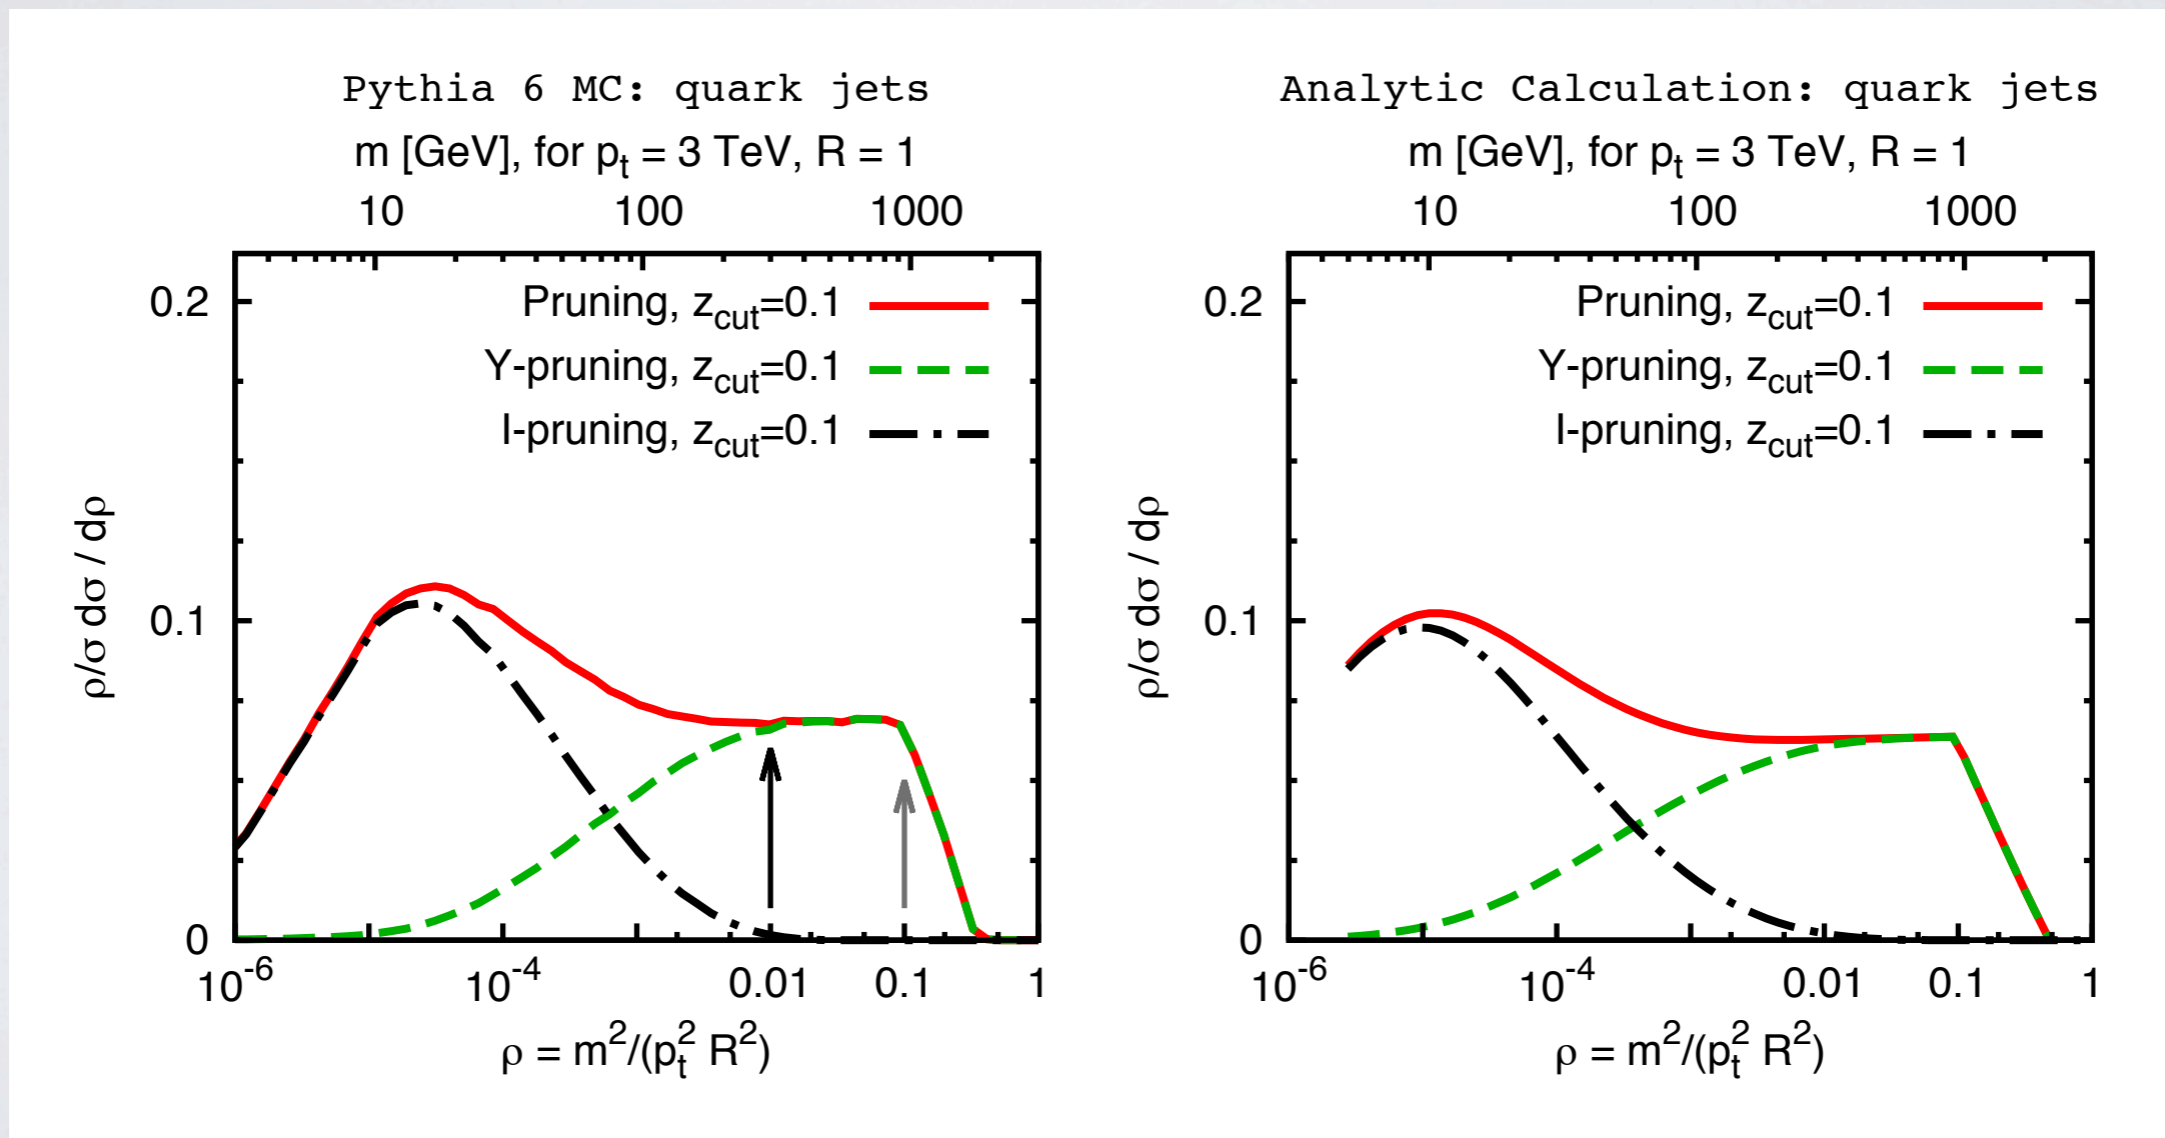 Pythia 6 MC: quark jets
m [GeV], for pt = 3 TeV, R = 1
10 100 1000
0.2
0.1
0
Pruning, zcut=0.1
Y-pruning, zcut=0.1
I-pruning, zcut=0.1
ρ/σ dσ / dρ
10-6 10-4 0.01 0.1 1
ρ = m2/(pt2 R2)
Analytic Calculation: quark jets
m [GeV], for pt = 3 TeV, R = 1
10 100 1000
0.2
0.1
0
Pruning, zcut=0.1
Y-pruning, zcut=0.1
I-pruning, zcut=0.1
ρ/σ dσ / dρ
10-6 10-4 0.01 0.1 1
ρ = m2/(pt2 R2)